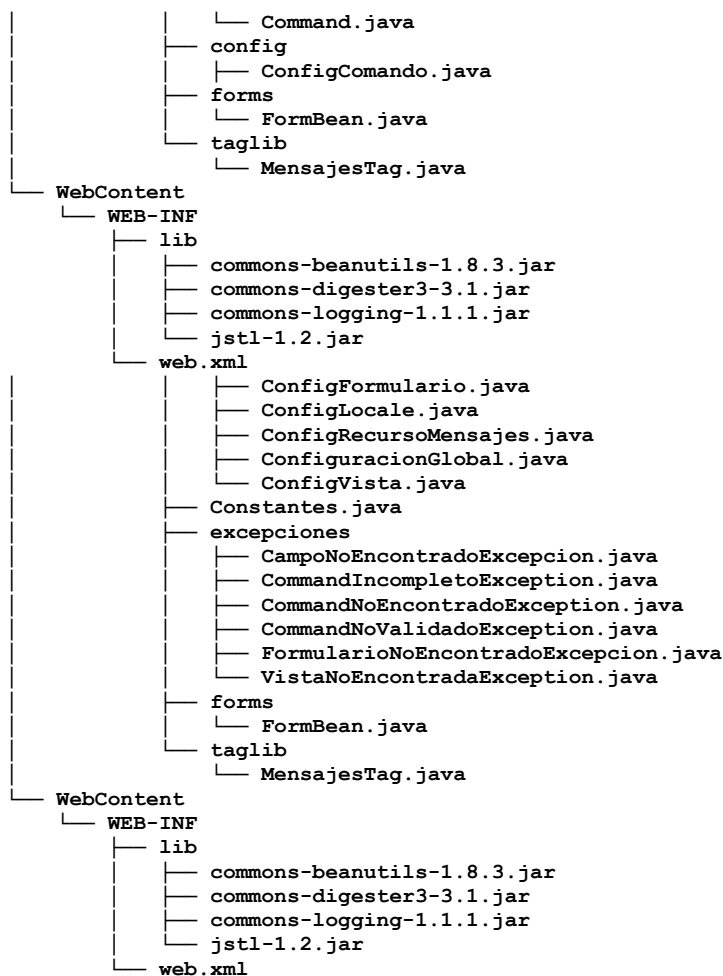 │           │   └── Command.java
│           ├── config
│           │   ├── ConfigComando.java
│           ├── forms
│           │   └── FormBean.java
│           └── taglib
│               └── MensajesTag.java
└── WebContent
    └── WEB-INF
        ├── lib
        │   ├── commons-beanutils-1.8.3.jar
        │   ├── commons-digester3-3.1.jar
        │   ├── commons-logging-1.1.1.jar
        │   └── jstl-1.2.jar
        └── web.xml
│           │   ├── ConfigFormulario.java
│           │   ├── ConfigLocale.java
│           │   ├── ConfigRecursoMensajes.java
│           │   ├── ConfiguracionGlobal.java
│           │   └── ConfigVista.java
│           ├── Constantes.java
│           ├── excepciones
│           │   ├── CampoNoEncontradoExcepcion.java
│           │   ├── CommandIncompletoException.java
│           │   ├── CommandNoEncontradoException.java
│           │   ├── CommandNoValidadoException.java
│           │   ├── FormularioNoEncontradoExcepcion.java
│           │   └── VistaNoEncontradaException.java
│           ├── forms
│           │   └── FormBean.java
│           └── taglib
│               └── MensajesTag.java
└── WebContent
    └── WEB-INF
        ├── lib
        │   ├── commons-beanutils-1.8.3.jar
        │   ├── commons-digester3-3.1.jar
        │   ├── commons-logging-1.1.1.jar
        │   └── jstl-1.2.jar
        └── web.xml